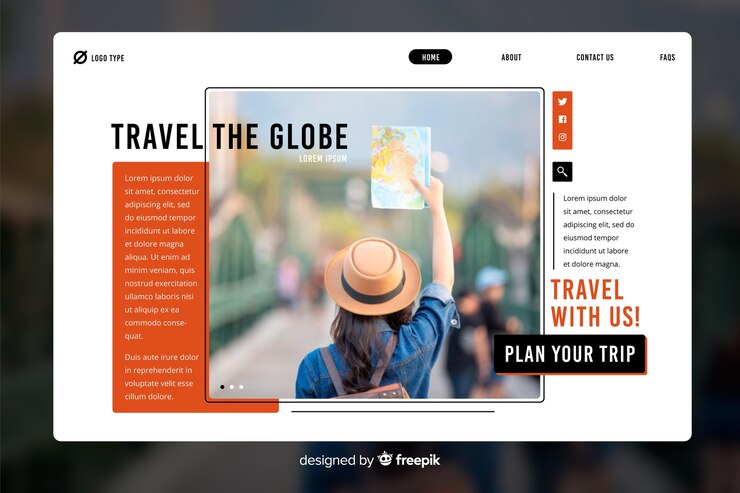 LOGO TYPE
HOME
ABOUT
CONTACT US
FAQS
TRAVEL THE GLOBE
LOREM IPSUM
Lorem ipsum dolor
sit amet, consectetur
adipiscing elit, sed
do eiusmod tempor
incididunt ut labore
et dolore magna
aliqua. Ut enim ad
minim veniam, quis
nostrud exercitation
ullamco laboris nisi
ut aliquip ex ea
commodo conse-
quat.
Duis aute irure dolor
in reprehenderit in
voluptate velit esse
cillum dolore.
Lorem ipsum dolor
sit amet, consectetur
adipiscing elit, sed do
eiusmod tempor
incididunt ut labore
et dolore magna.
TRAVEL
WITH US!
PLAN YOUR TRIP
designed by freepik